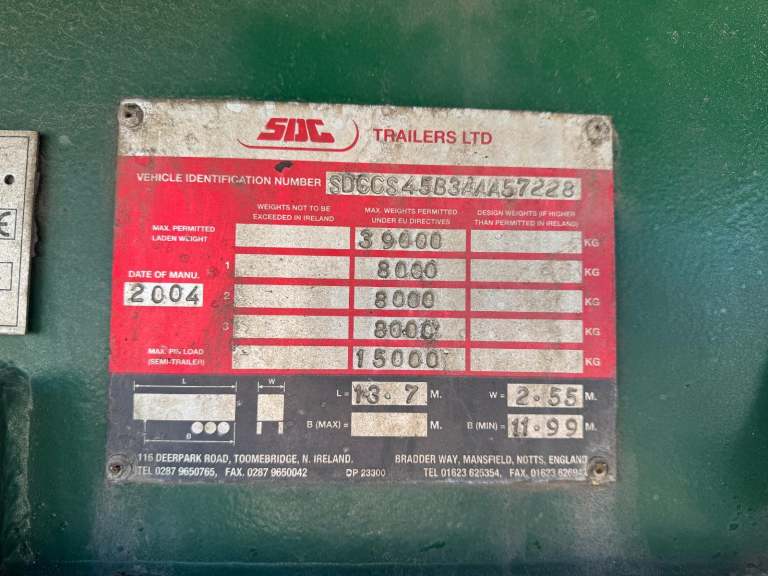 SDC TRAILERS LTD
VEHICLE IDENTIFICATION NUMBER SDCCS45B3AAA57228
WEIGHTS NOT TO BE EXCEEDED IN IRELAND
MAX. WEIGHTS PERMITTED UNDER EU DIRECTIVES
DESIGN WEIGHTS (IF HIGHER THAN PERMITTED IN IRELAND)
MAX. PERMITTED LADEN WEIGHT 39000 KG
1 8000 KG
DATE OF MANU.
2004
2 8000 KG
3 8000 KG
MAX. PIN LOAD (SEMI-TRAILER) 15000 KG
L W L = 13.7 M. W = 2.55 M.
B B (MAX) = M. B (MIN) = 11.99 M.
116 DEERPARK ROAD, TOOMEBRIDGE, N. IRELAND. BRADDER WAY, MANSFIELD, NOTTS, ENGLAND
TEL 0287 9650765, FAX. 0287 9650042 DP 23300 TEL 01623 625354, FAX. 01623